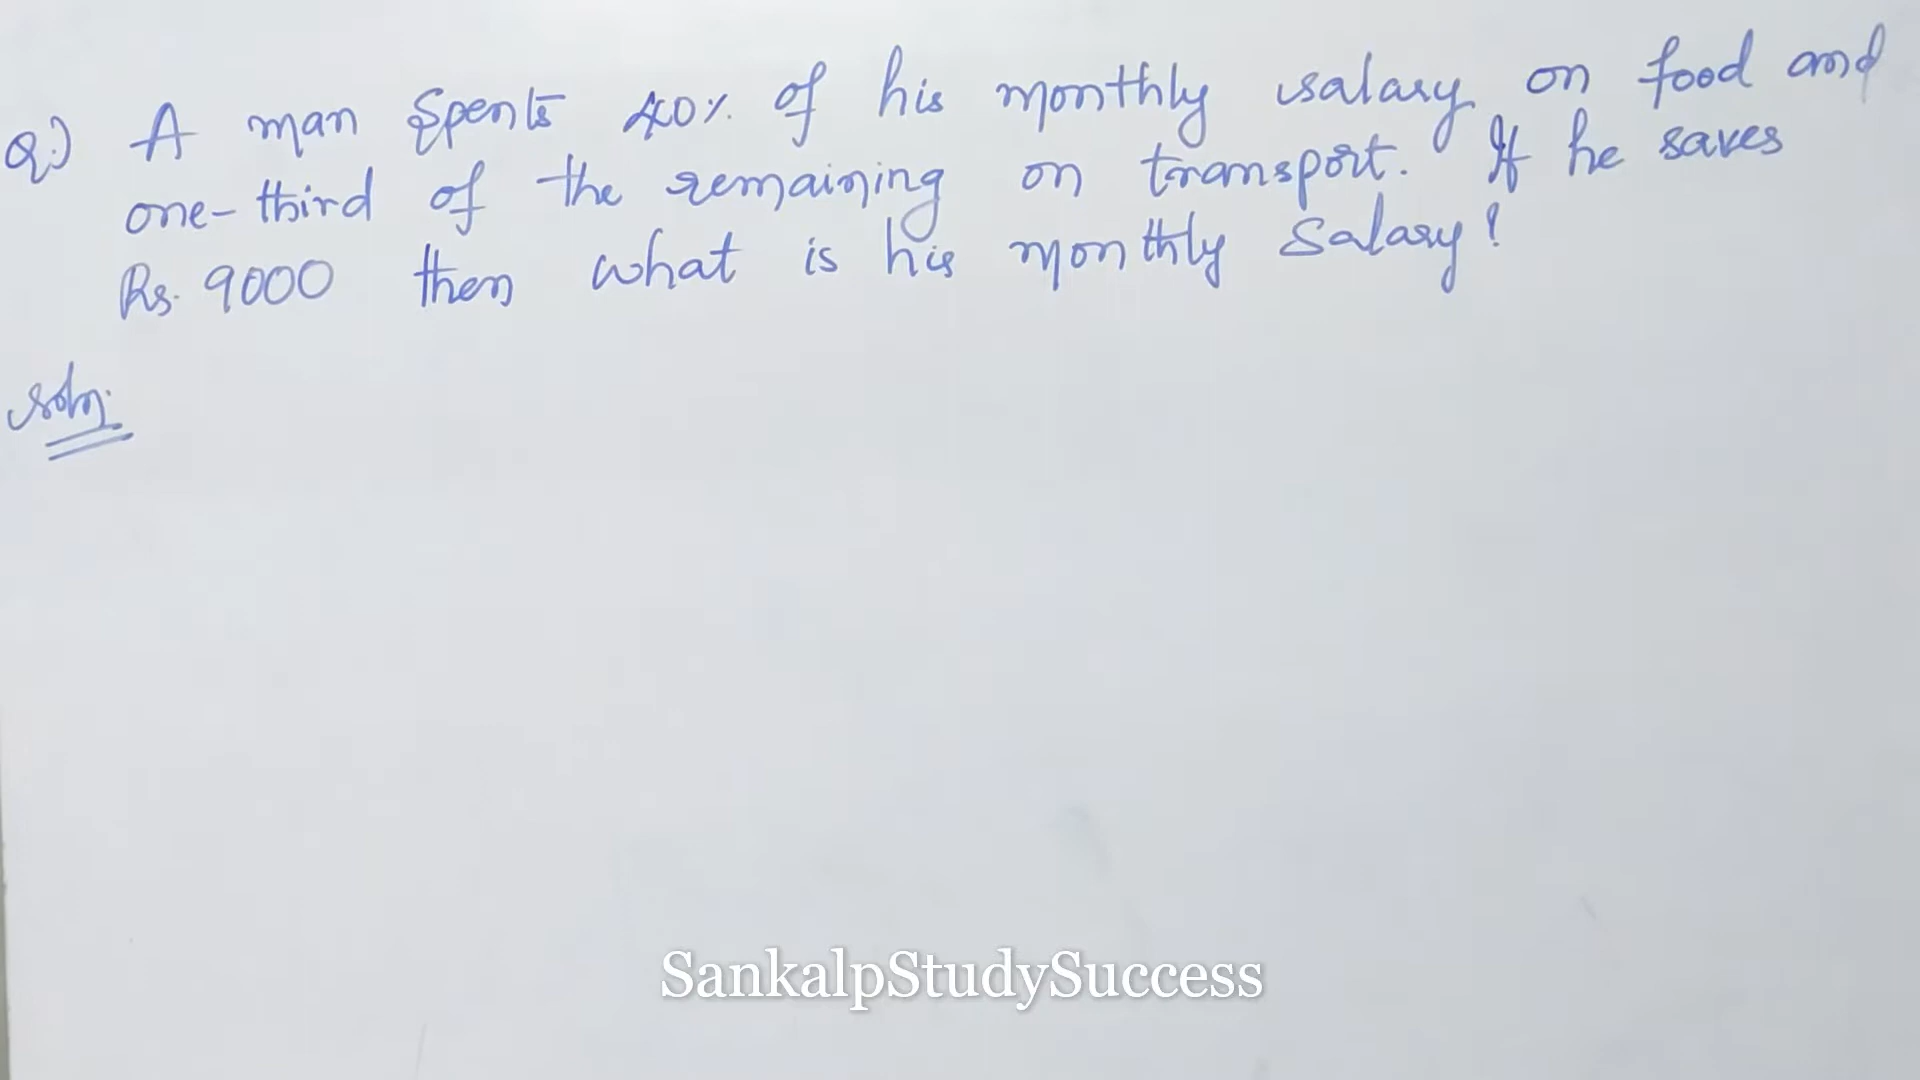 Q.) A man Spents 40% of his monthly salary on food and
one-third of the remaining on transport. If he saves
Rs. 9000 then what is his monthly salary?
Soln.
SankalpStudySuccess